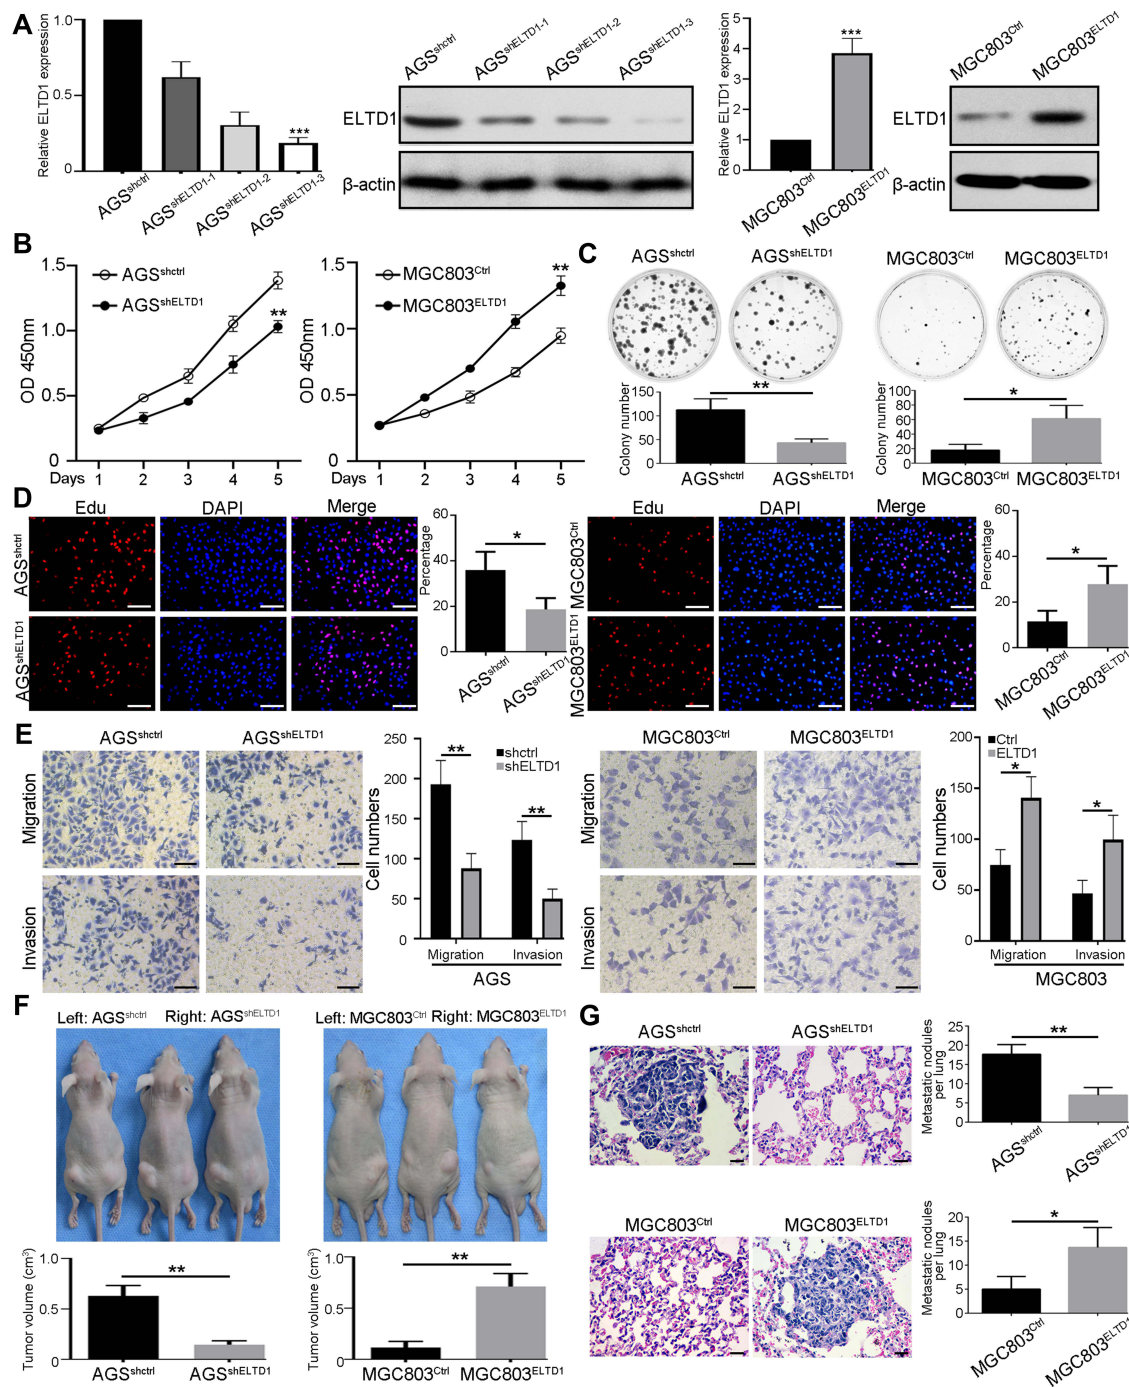 A
Relative ELTD1 expression
1.0
0.5
0
***
AGSshctrl
AGSshELTD1-1
AGSshELTD1-2
AGSshELTD1-3
AGSshctrl
AGSshELTD1-1
AGSshELTD1-2
AGSshELTD1-3
ELTD1
β-actin
Relative ELTD1 expression
5
4
3
2
1
0
***
MGC803Ctrl
MGC803ELTD1
MGC803Ctrl
MGC803ELTD1
ELTD1
β-actin
B
OD 450nm
1.5
1.0
0.5
0
AGSshctrl
AGSshELTD1
**
Days 1 2 3 4 5
OD 450nm
1.5
1.0
0.5
0
MGC803Ctrl
MGC803ELTD1
**
Days 1 2 3 4 5
C
AGSshctrl AGSshELTD1
MGC803Ctrl MGC803ELTD1
Colony number
150
100
50
0
**
AGSshctrl AGSshELTD1
Colony number
100
80
60
40
20
0
*
MGC803Ctrl MGC803ELTD1
D
Edu DAPI Merge
AGSshctrl
AGSshELTD1
Percentage
60
40
20
0
*
AGSshctrl
AGSshELTD1
Edu DAPI Merge
MGC803Ctrl
MGC803ELTD1
Percentage
60
40
20
0
*
MGC803Ctrl
MGC803ELTD1
E
AGSshctrl AGSshELTD1
Migration
Invasion
Cell numbers
250
200
150
100
50
0
shctrl
shELTD1
** **
Migration Invasion
AGS
MGC803Ctrl MGC803ELTD1
Migration
Invasion
Cell numbers
200
150
100
50
0
Ctrl
ELTD1
* *
Migration Invasion
MGC803
F
Left: AGSshctrl Right: AGSshELTD1
Left: MGC803Ctrl Right: MGC803ELTD1
Tumor volume (cm³)
1.0
0.5
0
**
AGSshctrl AGSshELTD1
Tumor volume (cm³)
1.0
0.5
0
**
MGC803Ctrl MGC803ELTD1
G
AGSshctrl AGSshELTD1
Metastatic nodules
per lung
25
20
15
10
5
0
**
AGSshctrl
AGSshELTD1
MGC803Ctrl MGC803ELTD1
Metastatic nodules
per lung
20
15
10
5
0
*
MGC803Ctrl
MGC803ELTD1